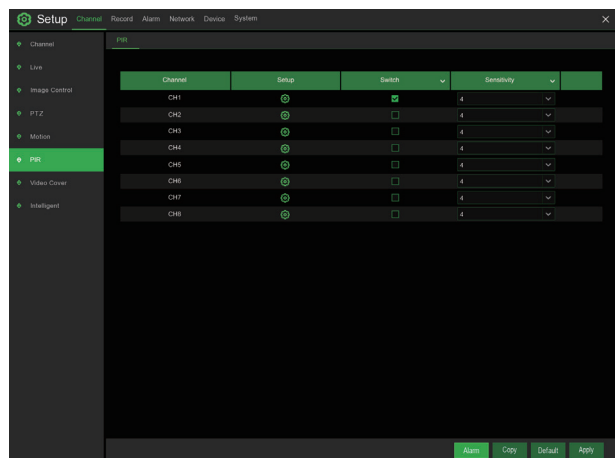 Setup Channel Record Alarm Network Device System
Channel
Live
Image Control
PTZ
Motion
PIR
Video Cover
Intelligent
PIR
Channel Setup Switch Sensitivity
CH1 4
CH2 4
CH3 4
CH4 4
CH5 4
CH6 4
CH7 4
CH8 4
Alarm Copy Default Apply